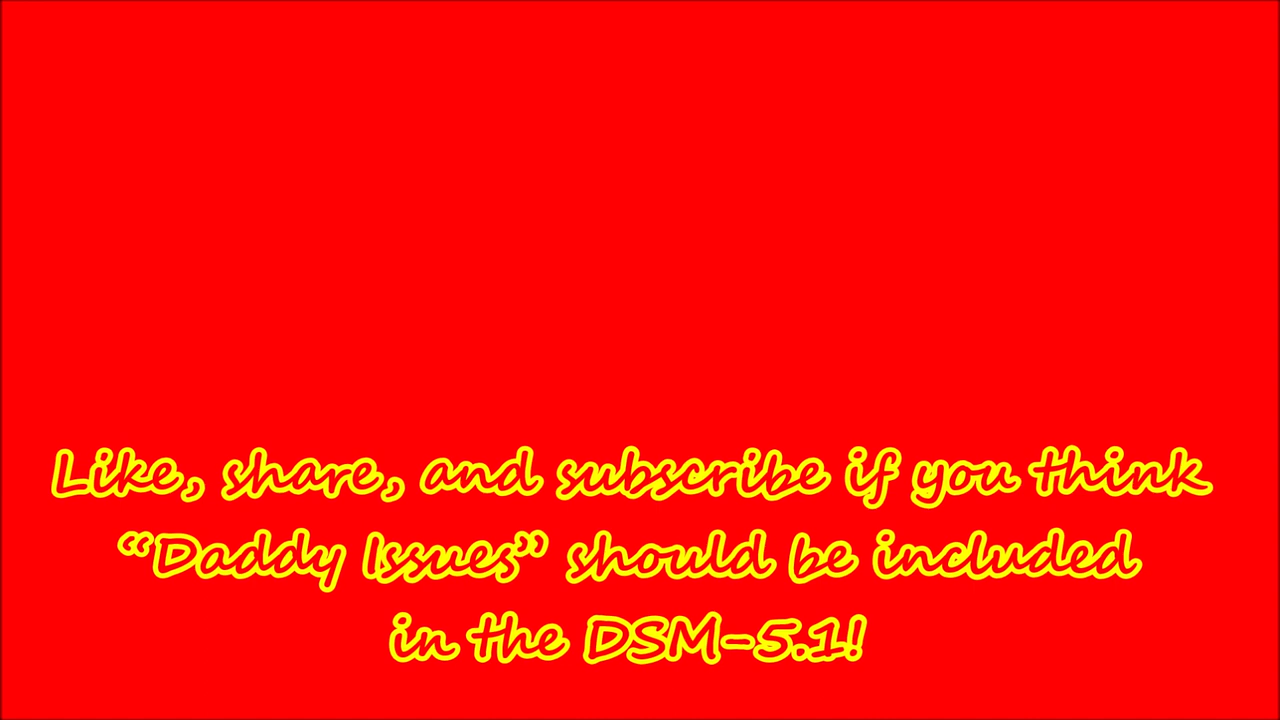 Like, share, and subscribe if you think
“Daddy Issues” should be included
in the DSM-5.1!